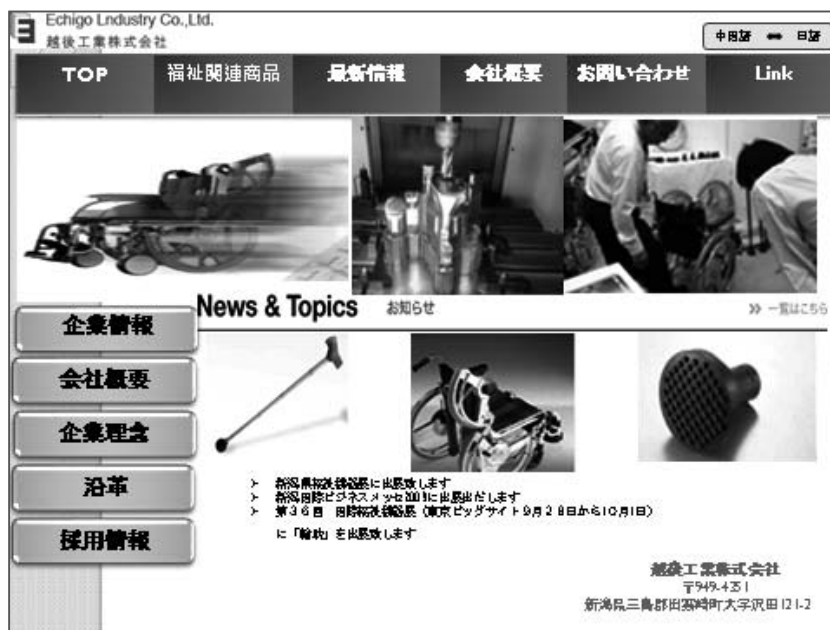 Echigo Lndustry Co.,Ltd.
越後工業株式会社
中国語 ⇔ 日語
TOP 福祉関連商品 最新情報 会社概要 お問い合わせ Link
News & Topics お知らせ >> 一覧はこちら
企業情報
会社概要
企業理念
沿革
採用情報
➢ 新潟県福祉機器展に出展致します
➢ 新潟国際ビジネスメッセ2009に出展出だします
➢ 第36回 国際福祉機器展(東京ビッグサイト9月28日から10月1日)
に「輪助」を出展致します
越後工業株式会社
〒949-4351
新潟県三島郡出雲崎町大字沢田121-2